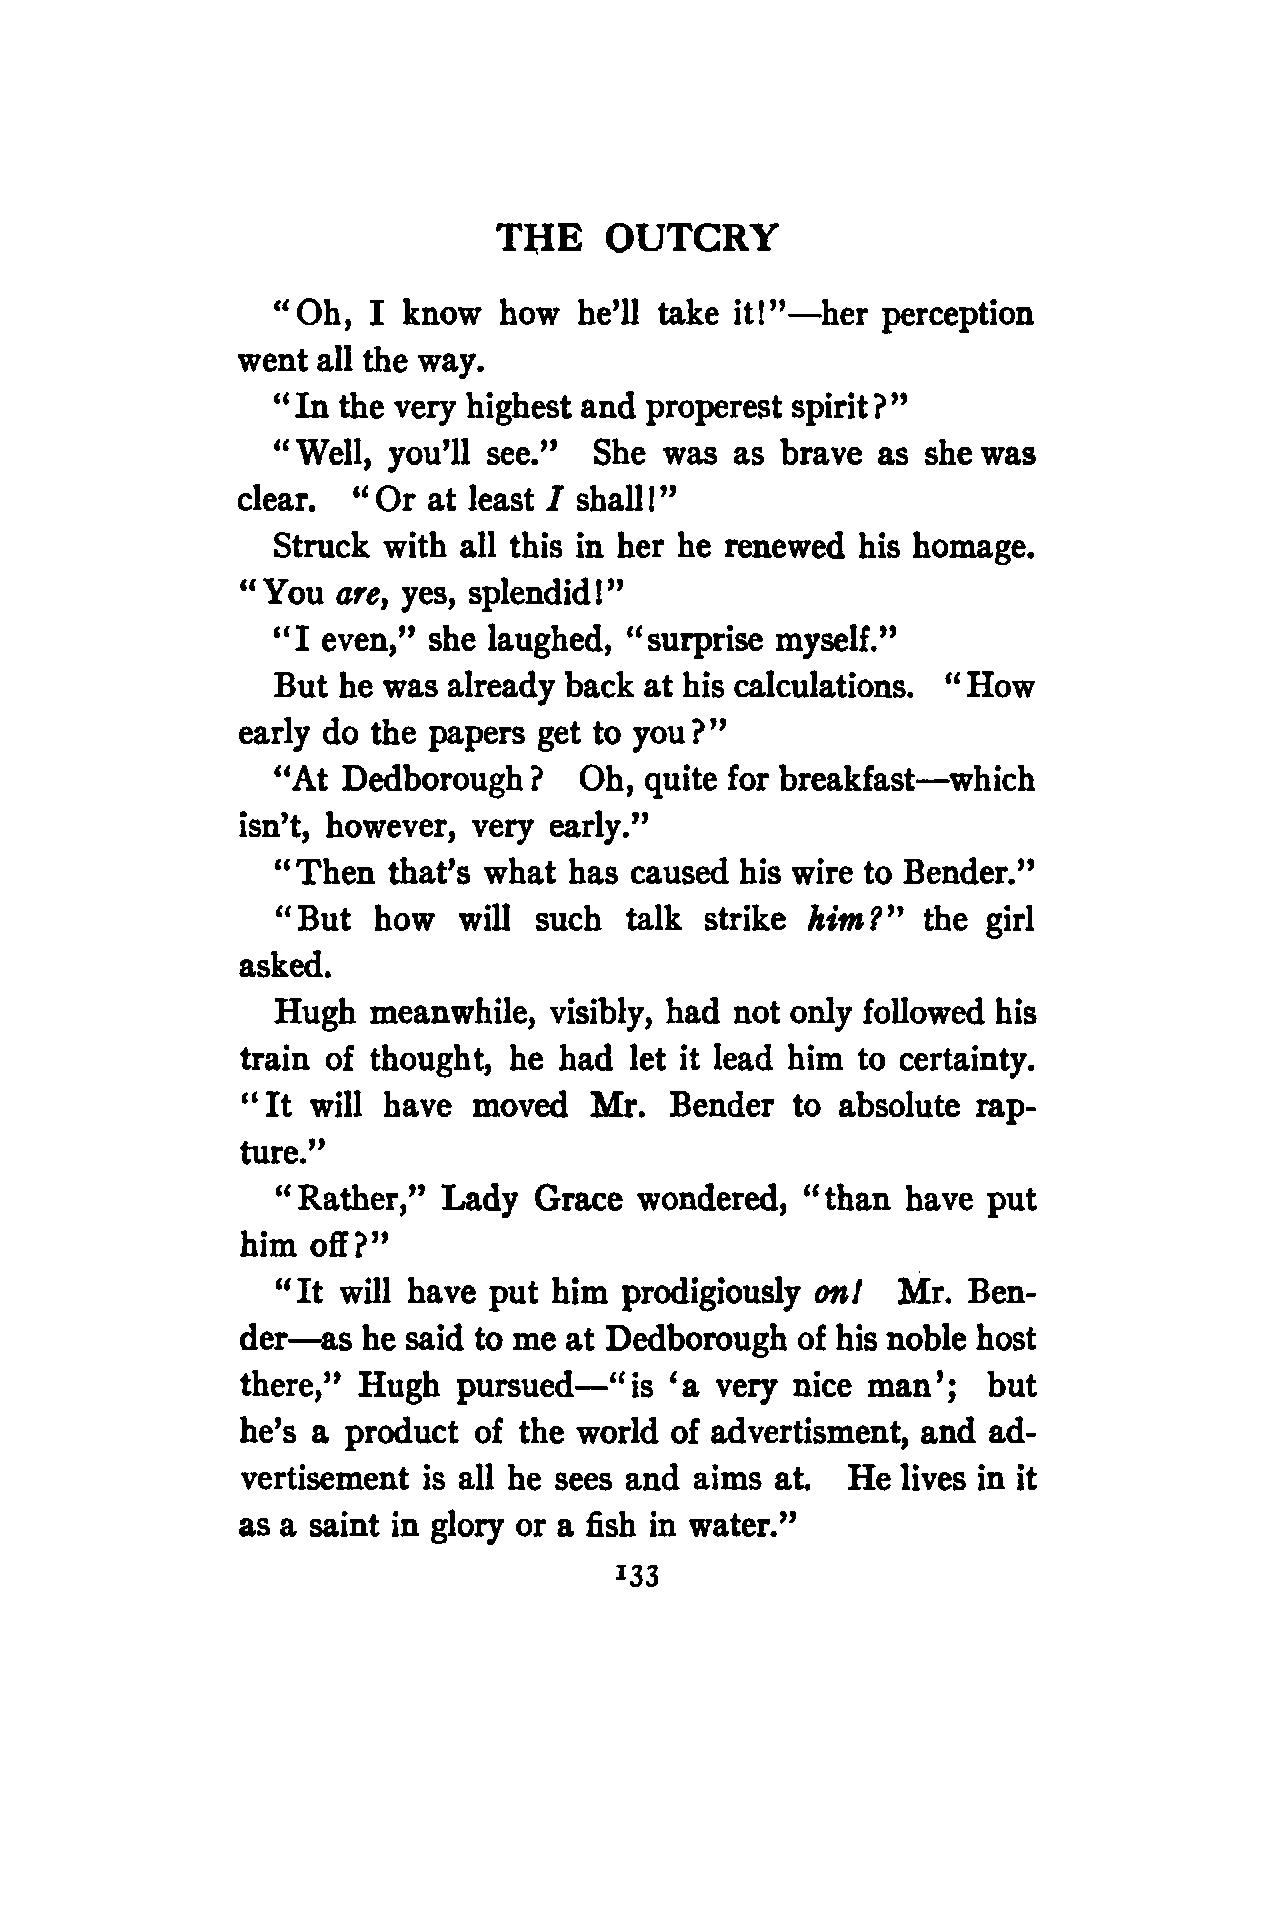 THE OUTCRY
"Oh, I know how he'll take it!"—her perception
went all the way.
"In the very highest and properest spirit?"
"Well, you'll see." She was as brave as she was
clear. "Or at least I shall!"
Struck with all this in her he renewed his homage.
"You are, yes, splendid!"
"I even," she laughed, "surprise myself."
But he was already back at his calculations. "How
early do the papers get to you?"
"At Dedborough? Oh, quite for breakfast—which
isn't, however, very early."
"Then that's what has caused his wire to Bender."
"But how will such talk strike him?" the girl
asked.
Hugh meanwhile, visibly, had not only followed his
train of thought, he had let it lead him to certainty.
"It will have moved Mr. Bender to absolute rap-
ture."
"Rather," Lady Grace wondered, "than have put
him off?"
"It will have put him prodigiously on! Mr. Ben-
der—as he said to me at Dedborough of his noble host
there," Hugh pursued—"is 'a very nice man'; but
he's a product of the world of advertisment, and ad-
vertisement is all he sees and aims at. He lives in it
as a saint in glory or a fish in water."
133